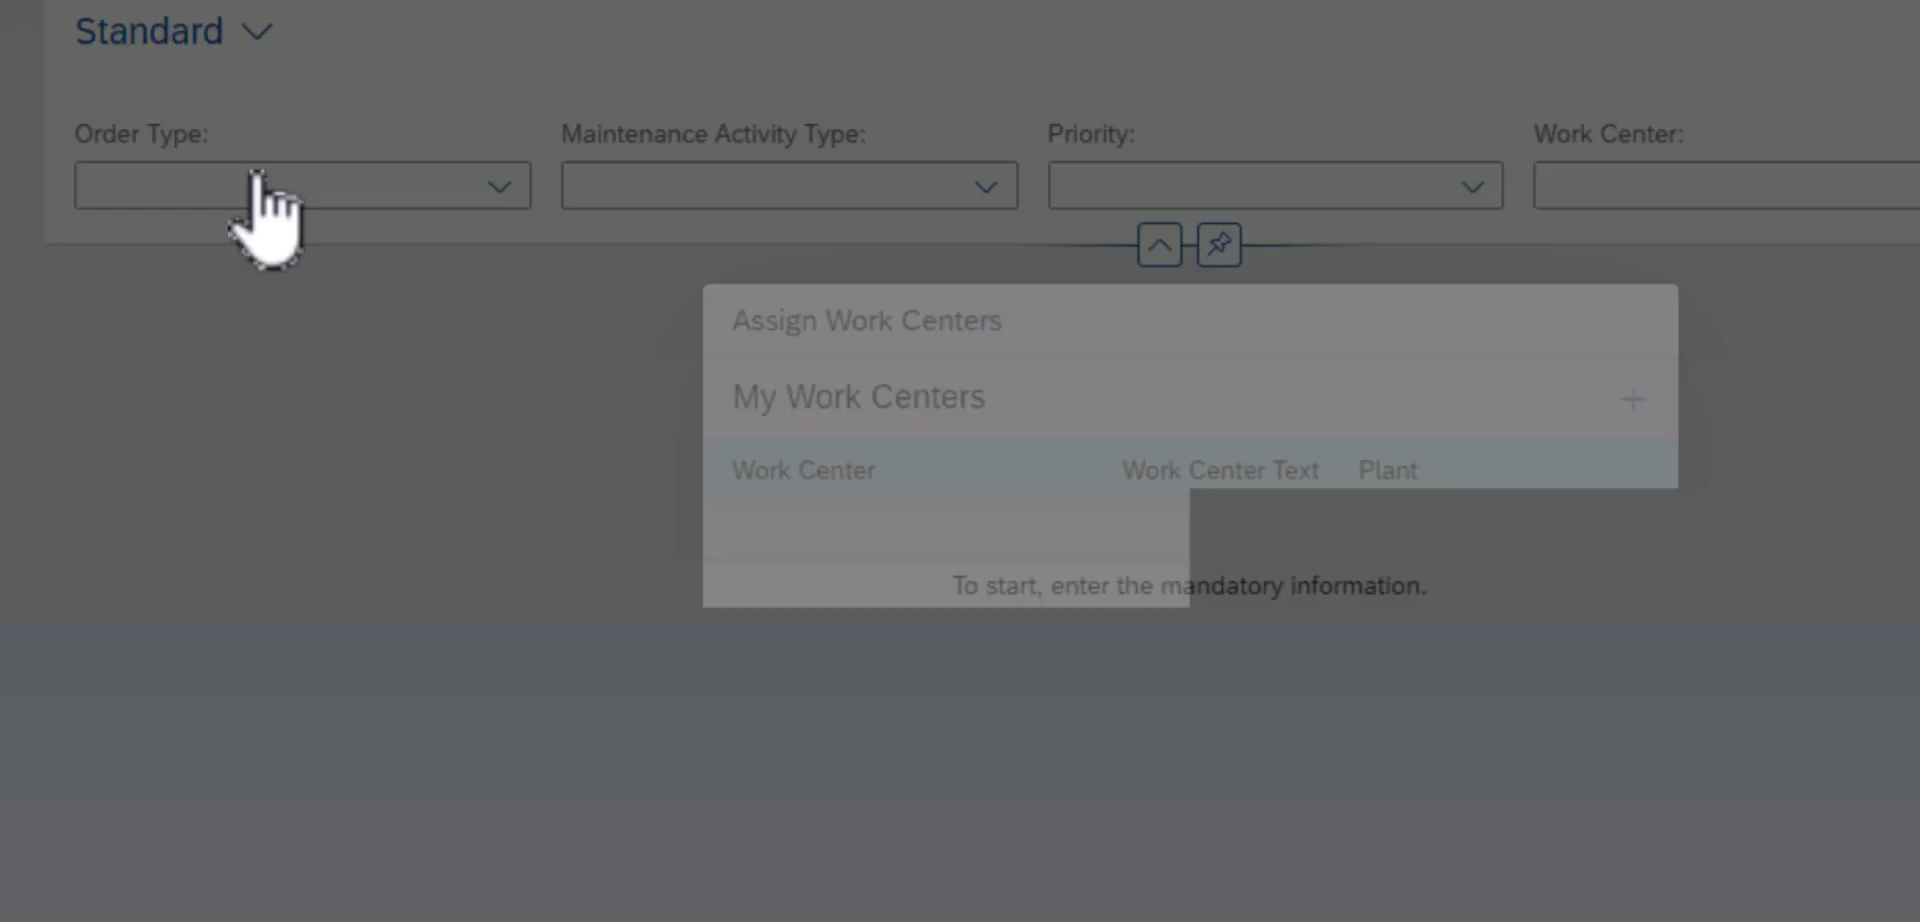 Standard
Order Type: Maintenance Activity Type: Priority: Work Center:
Assign Work Centers
My Work Centers
Work Center Work Center Text Plant
To start, enter the mandatory information.